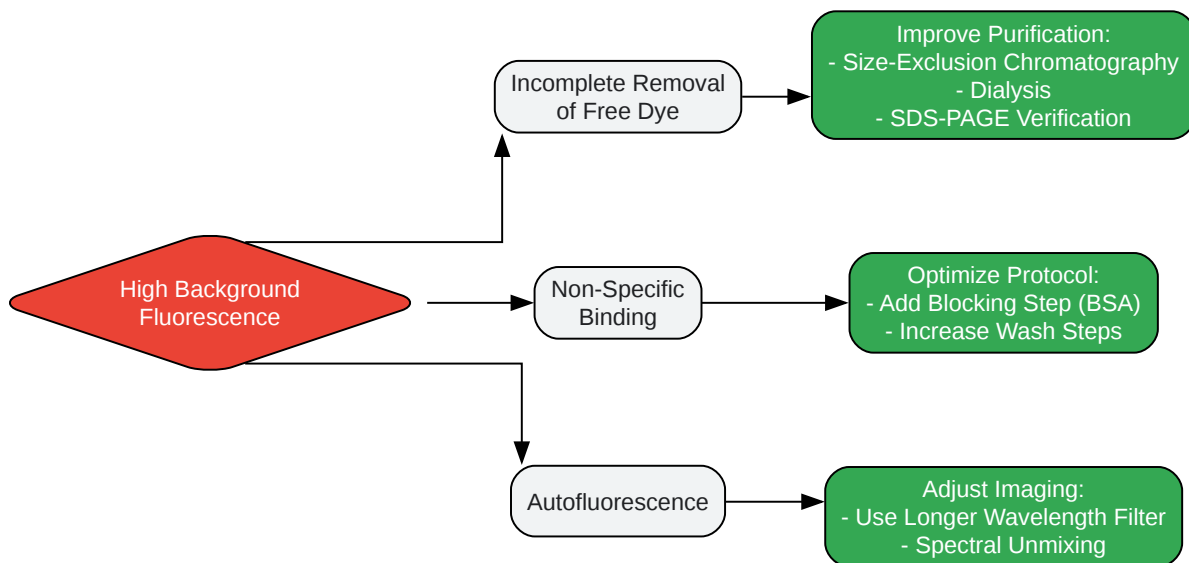 High Background
Fluorescence
Incomplete Removal
of Free Dye
Improve Purification:
- Size-Exclusion Chromatography
- Dialysis
- SDS-PAGE Verification
Non-Specific
Binding
Optimize Protocol:
- Add Blocking Step (BSA)
- Increase Wash Steps
Autofluorescence
Adjust Imaging:
- Use Longer Wavelength Filter
- Spectral Unmixing